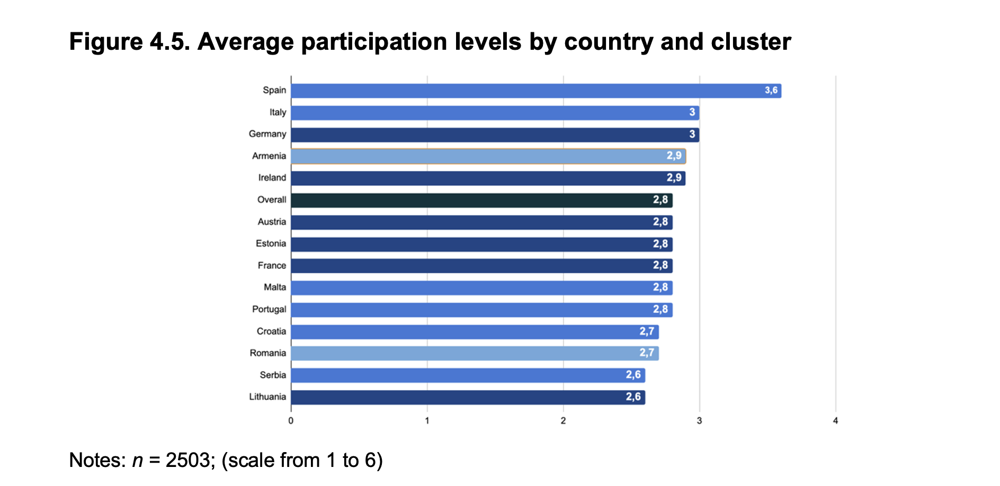 Figure 4.5. Average participation levels by country and cluster
Spain 3,6
Italy 3
Germany 3
Armenia 2,9
Ireland 2,9
Overall 2,8
Austria 2,8
Estonia 2,8
France 2,8
Malta 2,8
Portugal 2,8
Croatia 2,7
Romania 2,7
Serbia 2,6
Lithuania 2,6
0 1 2 3 4
Notes: n = 2503; (scale from 1 to 6)